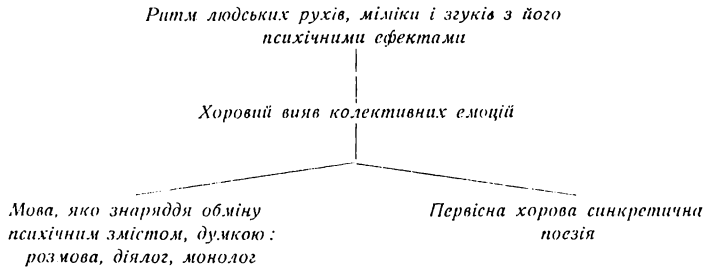 Ритм людських рухів, міміки і згуків з його
психічними ефектами
Хоровий вияв колективних емоцій
Мова, яко знаряддя обміну
психічним змістом, думкою:
розмова, діялог, монолог
Первісна хорова синкретична
поезія